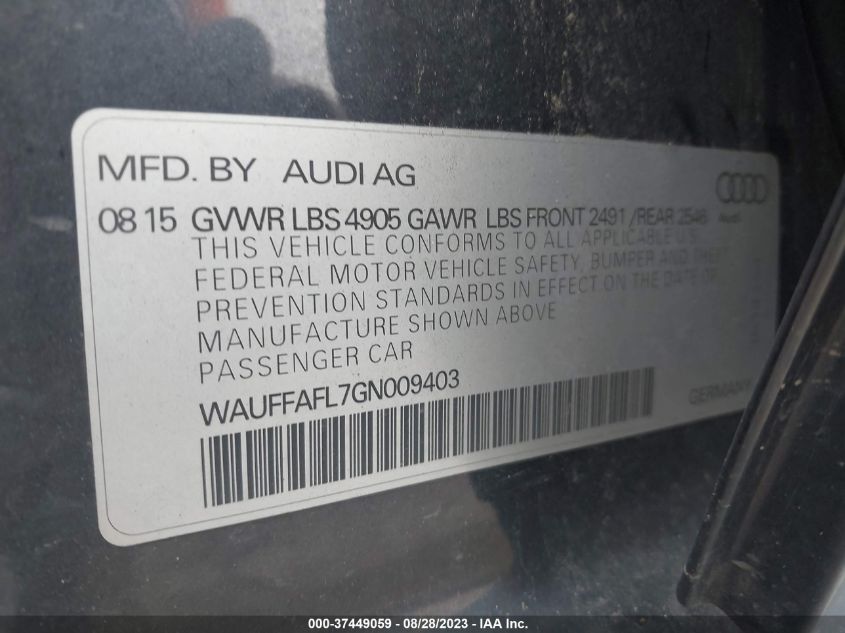 MFD. BY AUDI AG
Audi
08 15 GVWR LBS 4905 GAWR LBS FRONT 2491 /REAR 2546
THIS VEHICLE CONFORMS TO ALL APPLICABLE U.S.
FEDERAL MOTOR VEHICLE SAFETY, BUMPER AND THEFT
PREVENTION STANDARDS IN EFFECT ON THE DATE OF
MANUFACTURE SHOWN ABOVE
PASSENGER CAR
WAUFFAFL7GN009403
GERMANY
000-37449059 - 08/28/2023 - IAA Inc.